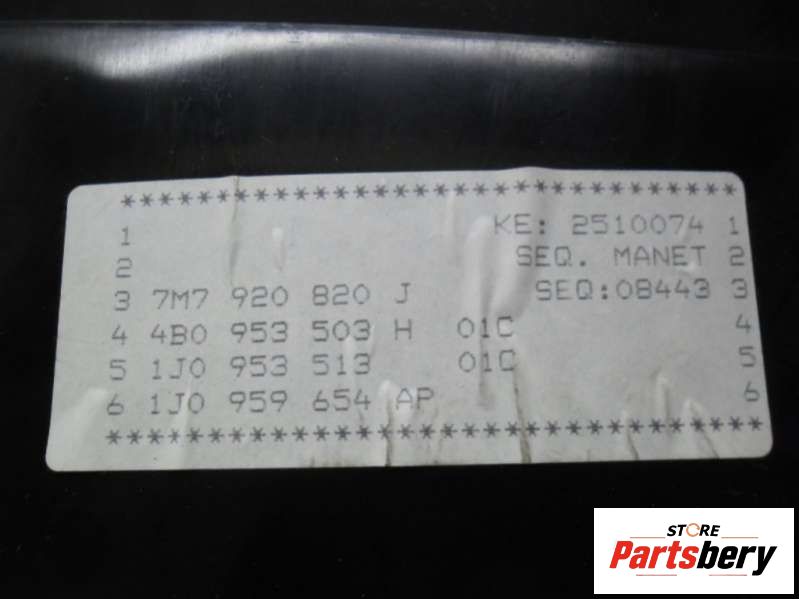 ******************************
1 KE: 2510074 1
2 SEQ. MANET 2
3 7M7 920 820 J SEQ:08443 3
4 4B0 953 503 H 01C 4
5 1J0 953 513 01C 5
6 1J0 959 654 AP 6
********************************
STORE
Partsbery